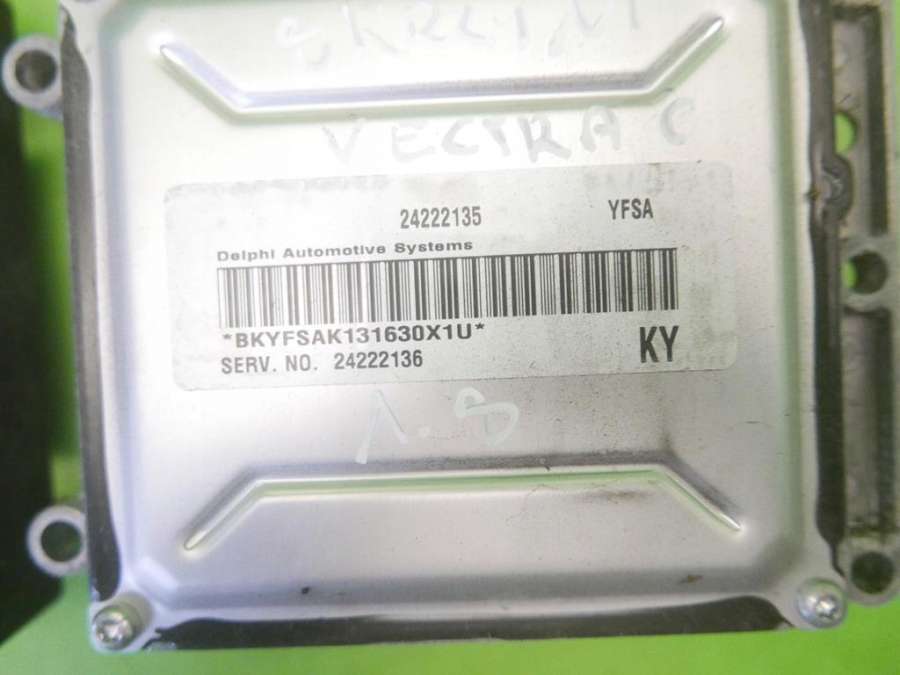 VECTRA C
24222135 YFSA
Delphi Automotive Systems
*BKYFSAK131630X1U*
SERV. NO. 24222136 KY
1.8